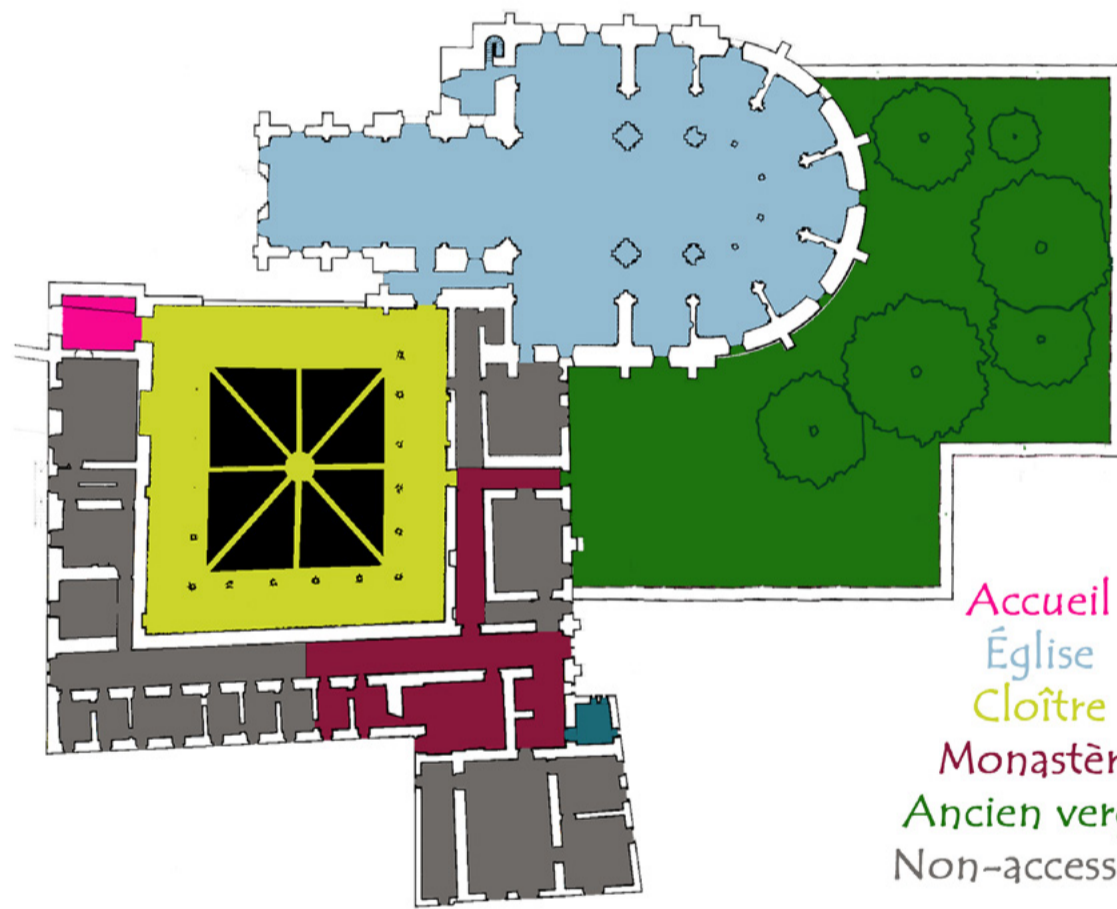 Accueil
Église
Cloître
Monastèr
Ancien ver
Non-access